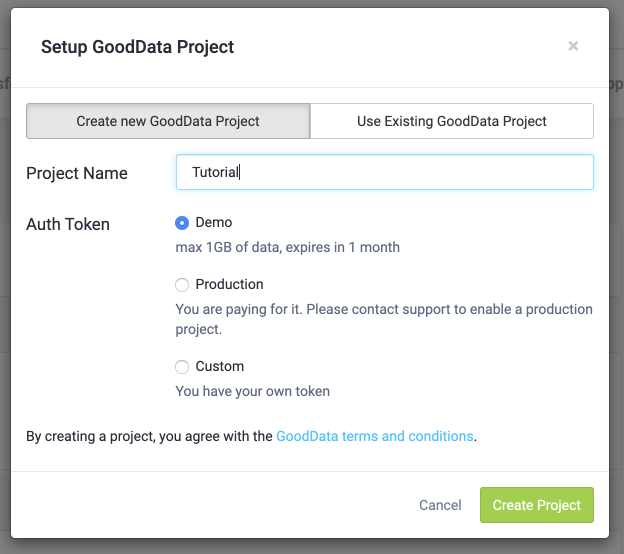 Setup GoodData Project
×
Create new GoodData Project
Use Existing GoodData Project
Project Name
Tutorial
Auth Token
Demo
max 1GB of data, expires in 1 month
Production
You are paying for it. Please contact support to enable a production
project.
Custom
You have your own token
By creating a project, you agree with the GoodData terms and conditions.
Cancel
Create Project